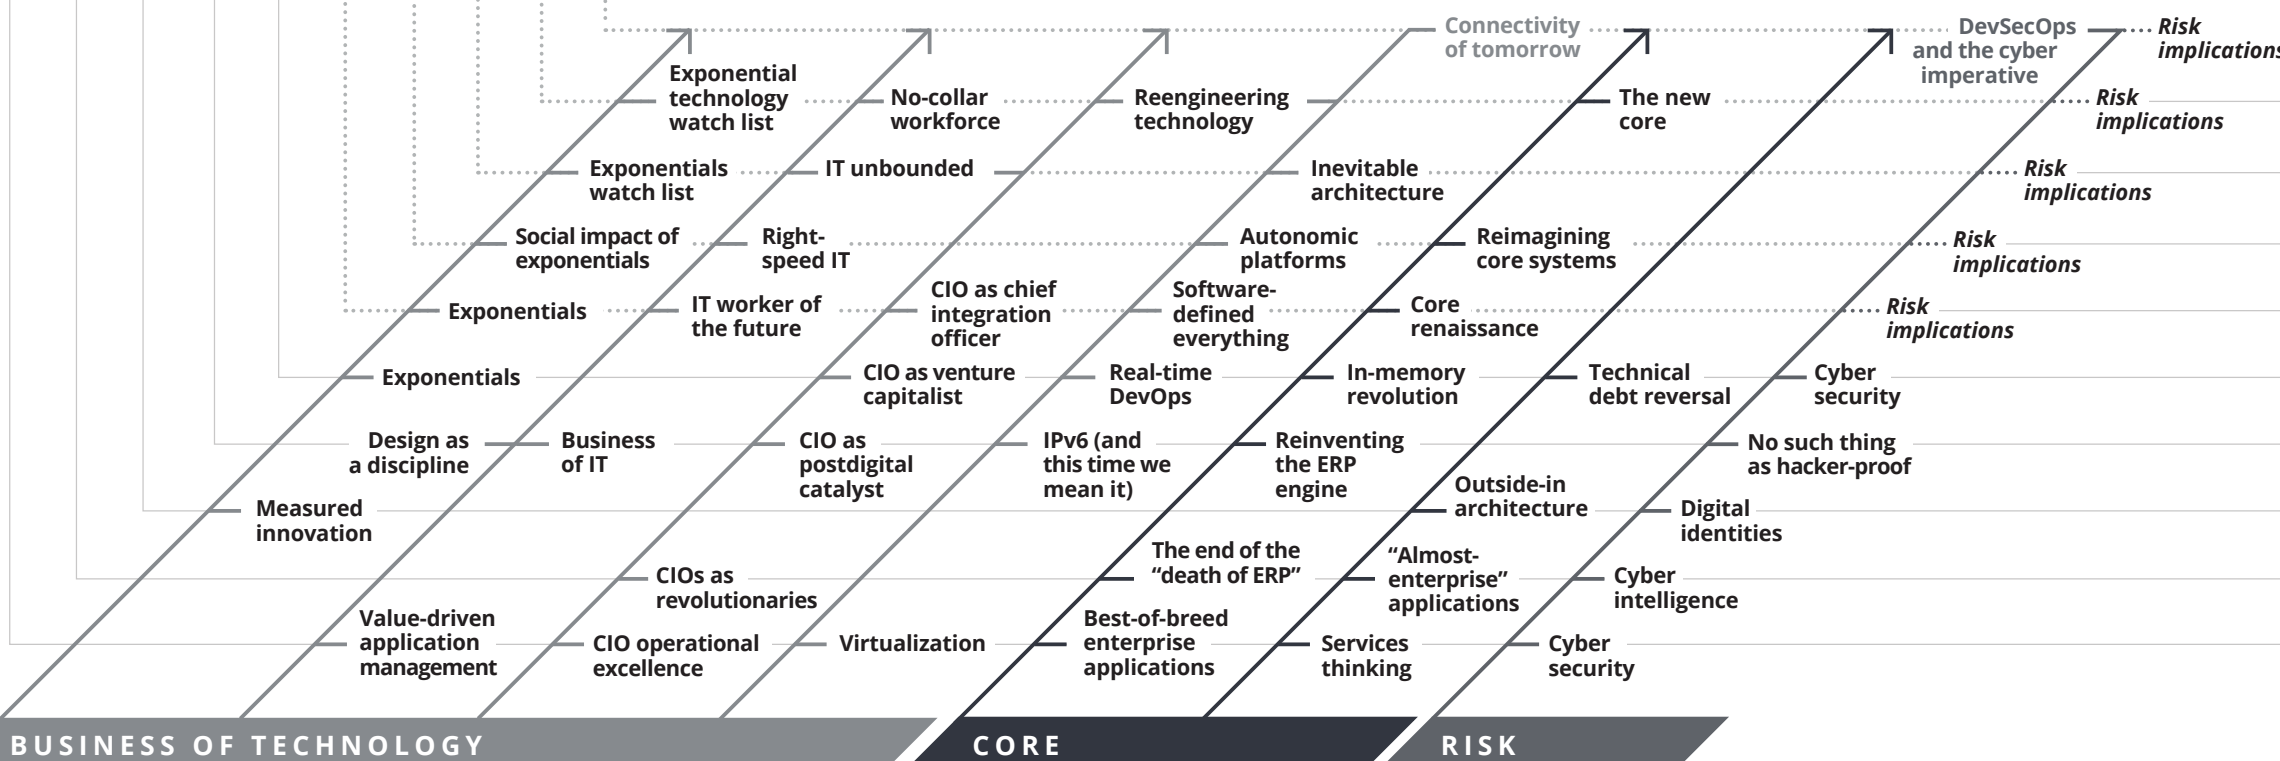 Connectivity
of tomorrow
DevSecOps
and the cyber
imperative
Risk
implications
Exponential
technology
watch list
No-collar
workforce
Reengineering
technology
The new
core
Risk
implications
Exponentials
watch list
IT unbounded
Inevitable
architecture
Risk
implications
Social impact of
exponentials
Right-
speed IT
Autonomic
platforms
Reimagining
core systems
Risk
implications
Exponentials
IT worker of
the future
CIO as chief
integration
officer
Software-
defined
everything
Core
renaissance
Risk
implications
Exponentials
CIO as venture
capitalist
Real-time
DevOps
In-memory
revolution
Technical
debt reversal
Cyber
security
Design as
a discipline
Business
of IT
CIO as
postdigital
catalyst
IPv6 (and
this time we
mean it)
Reinventing
the ERP
engine
No such thing
as hacker-proof
Measured
innovation
Outside-in
architecture
Digital
identities
CIOs as
revolutionaries
The end of the
“death of ERP”
“Almost-
enterprise”
applications
Cyber
intelligence
Value-driven
application
management
CIO operational
excellence
Virtualization
Best-of-breed
enterprise
applications
Services
thinking
Cyber
security
BUSINESS OF TECHNOLOGY
CORE
RISK